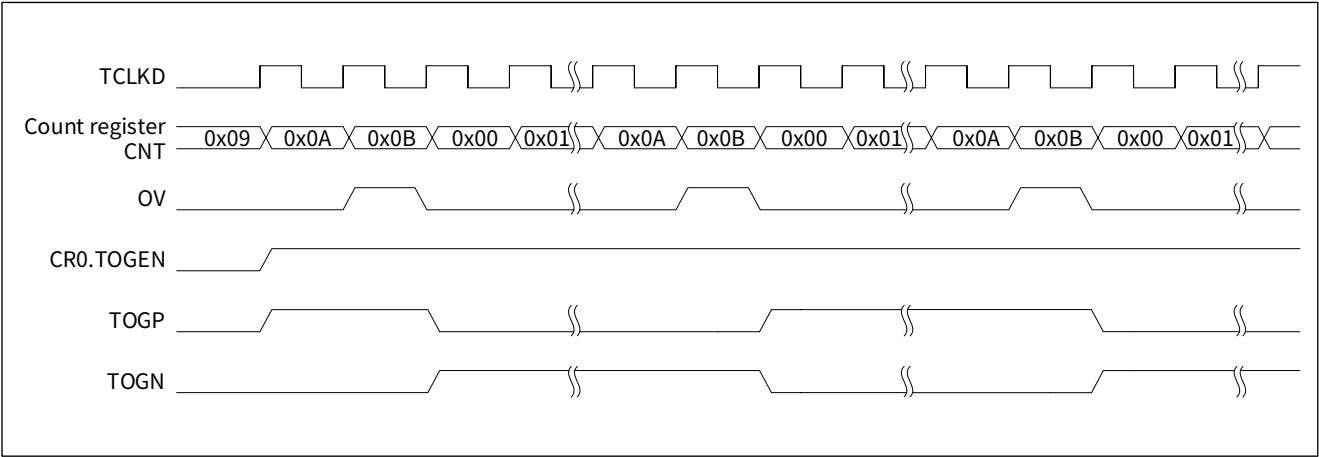 TCLKD
Count register
CNT
0x09 0x0A 0x0B 0x00 0x01 0x0A 0x0B 0x00 0x01 0x0A 0x0B 0x00 0x01
OV
CR0.TOGEN
TOGP
TOGN